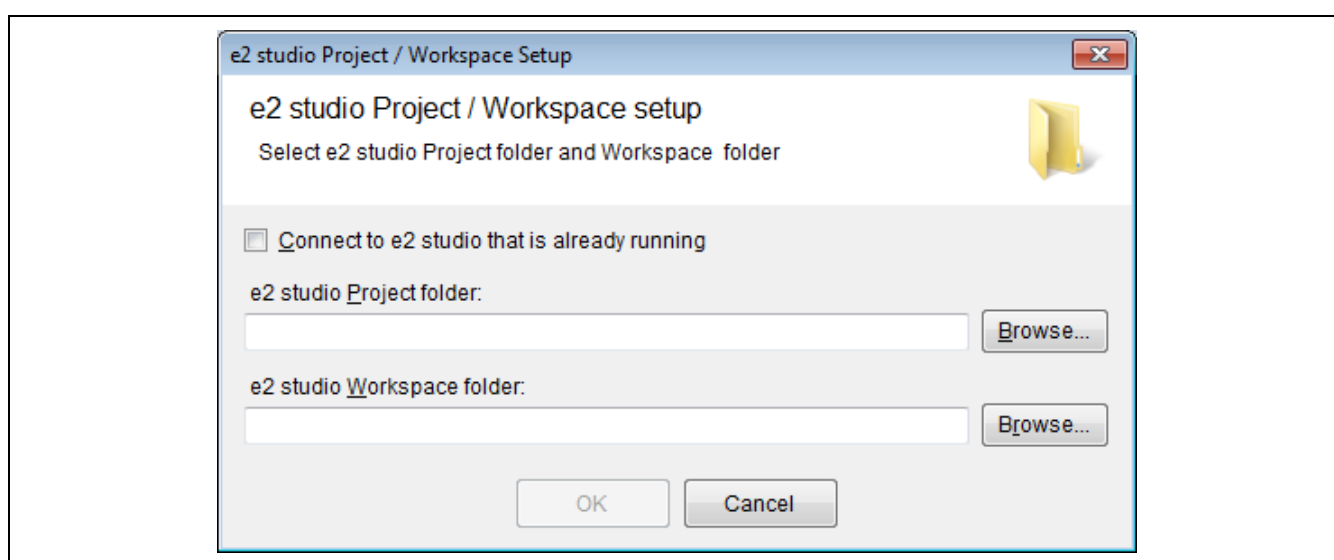 e2 studio Project / Workspace Setup
e2 studio Project / Workspace setup
Select e2 studio Project folder and Workspace folder
Connect to e2 studio that is already running
e2 studio Project folder:
Browse...
e2 studio Workspace folder:
Browse...
OK Cancel